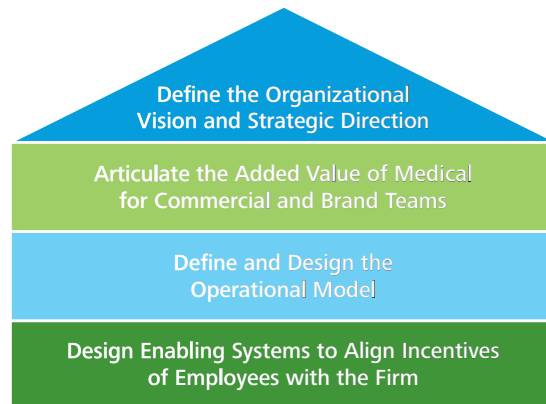 Define the Organizational
Vision and Strategic Direction
Articulate the Added Value of Medical
for Commercial and Brand Teams
Define and Design the
Operational Model
Design Enabling Systems to Align Incentives
of Employees with the Firm